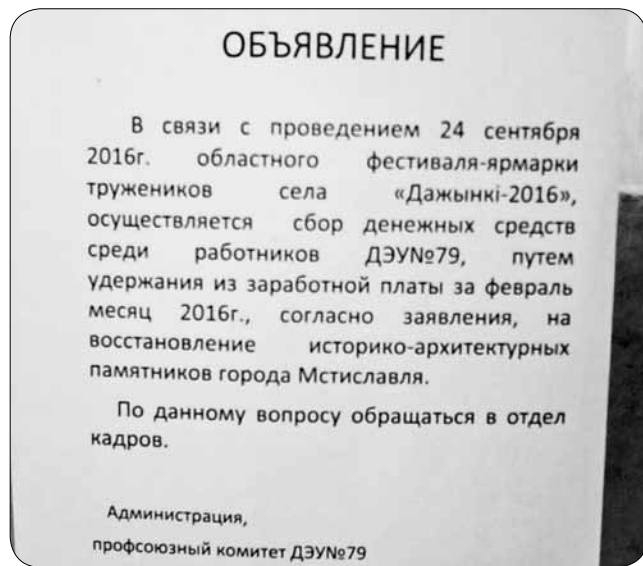 ОБЪЯВЛЕНИЕ
В связи с проведением 24 сентября
2016г. областного фестиваля-ярмарки
тружеников села «Дажынкі-2016»,
осуществляется сбор денежных средств
среди работников ДЭУ№79, путем
удержания из заработной платы за февраль
месяц 2016г., согласно заявления, на
восстановление историко-архитектурных
памятников города Мстиславля.
По данному вопросу обращаться в отдел
кадров.
Администрация,
профсоюзный комитет ДЭУ№79